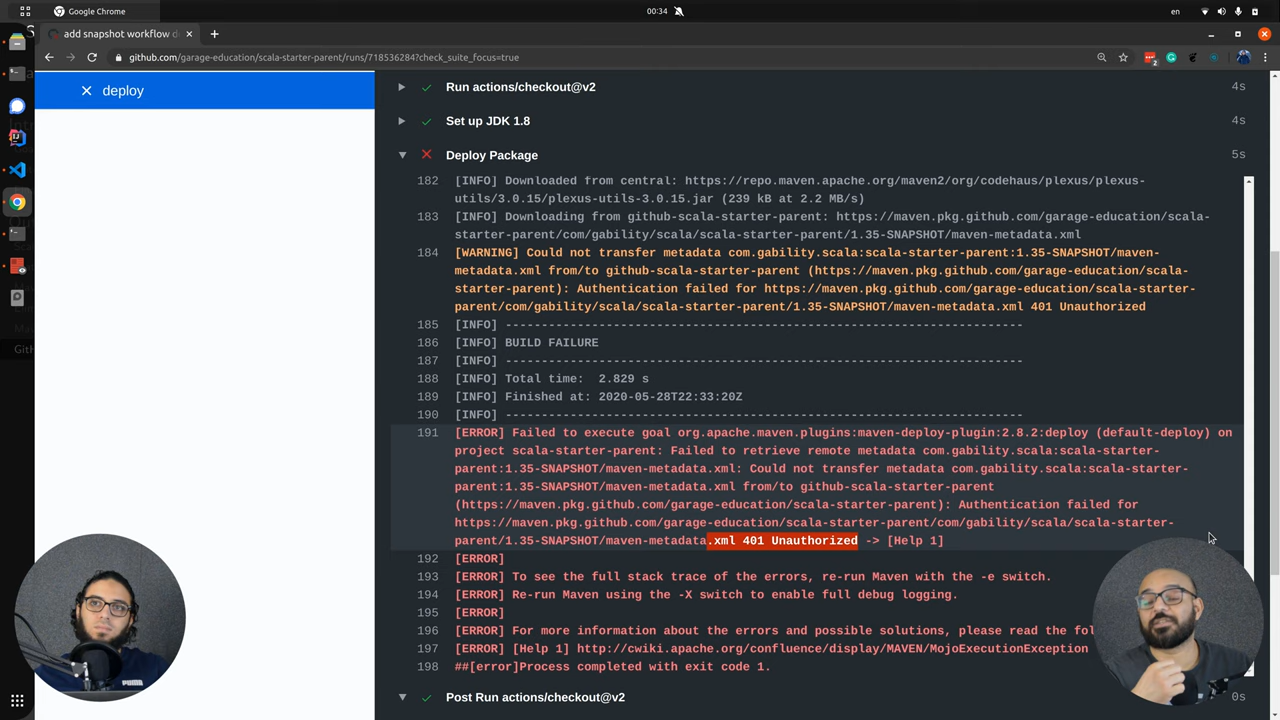 Google Chrome
00:34
en
add snapshot workflow d
github.com/garage-education/scala-starter-parent/runs/718536284?check_suite_focus=true
2
deploy
Run actions/checkout@v2
4s
Set up JDK 1.8
4s
Deploy Package
5s
182 [INFO] Downloaded from central: https://repo.maven.apache.org/maven2/org/codehaus/plexus/plexus-
utils/3.0.15/plexus-utils-3.0.15.jar (239 kB at 2.2 MB/s)
183 [INFO] Downloading from github-scala-starter-parent: https://maven.pkg.github.com/garage-education/scala-
starter-parent/com/gability/scala/scala-starter-parent/1.35-SNAPSHOT/maven-metadata.xml
184 [WARNING] Could not transfer metadata com.gability.scala:scala-starter-parent:1.35-SNAPSHOT/maven-
metadata.xml from/to github-scala-starter-parent (https://maven.pkg.github.com/garage-education/scala-
starter-parent): Authentication failed for https://maven.pkg.github.com/garage-education/scala-starter-
parent/com/gability/scala/scala-starter-parent/1.35-SNAPSHOT/maven-metadata.xml 401 Unauthorized
185 [INFO] ------------------------------------------------------------------------
186 [INFO] BUILD FAILURE
187 [INFO] ------------------------------------------------------------------------
188 [INFO] Total time:  2.829 s
189 [INFO] Finished at: 2020-05-28T22:33:20Z
190 [INFO] ------------------------------------------------------------------------
191 [ERROR] Failed to execute goal org.apache.maven.plugins:maven-deploy-plugin:2.8.2:deploy (default-deploy) on
project scala-starter-parent: Failed to retrieve remote metadata com.gability.scala:scala-starter-
parent:1.35-SNAPSHOT/maven-metadata.xml: Could not transfer metadata com.gability.scala:scala-starter-
parent:1.35-SNAPSHOT/maven-metadata.xml from/to github-scala-starter-parent
(https://maven.pkg.github.com/garage-education/scala-starter-parent): Authentication failed for
https://maven.pkg.github.com/garage-education/scala-starter-parent/com/gability/scala/scala-starter-
parent/1.35-SNAPSHOT/maven-metadata.xml 401 Unauthorized -> [Help 1]
192 [ERROR]
193 [ERROR] To see the full stack trace of the errors, re-run Maven with the -e switch.
194 [ERROR] Re-run Maven using the -X switch to enable full debug logging.
195 [ERROR]
196 [ERROR] For more information about the errors and possible solutions, please read the fol
197 [ERROR] [Help 1] http://cwiki.apache.org/confluence/display/MAVEN/MojoExecutionException
198 ##[error]Process completed with exit code 1.
Post Run actions/checkout@v2
0s